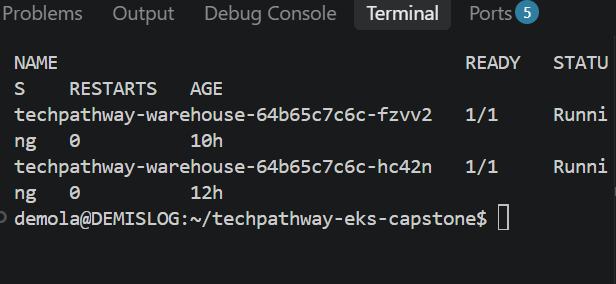 Problems Output Debug Console Terminal Ports 5
NAME READY STATU
S RESTARTS AGE
techpathway-warehouse-64b65c7c6c-fzvv2 1/1 Runni
ng 0 10h
techpathway-warehouse-64b65c7c6c-hc42n 1/1 Runni
ng 0 12h
demola@DEMISLOG:~/techpathway-eks-capstone$